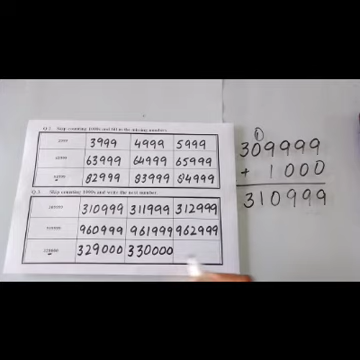 Q.2. Skip counting 1000s and fill in the missing numbers.
3999 4999 5999
63999 64999 65999
82999 83999 84999
Q.3. Skip counting 1000s and write the next number.
310999 311999 312999
960999 961999 962999
329000 330000
1
309999
+ 1000
310999